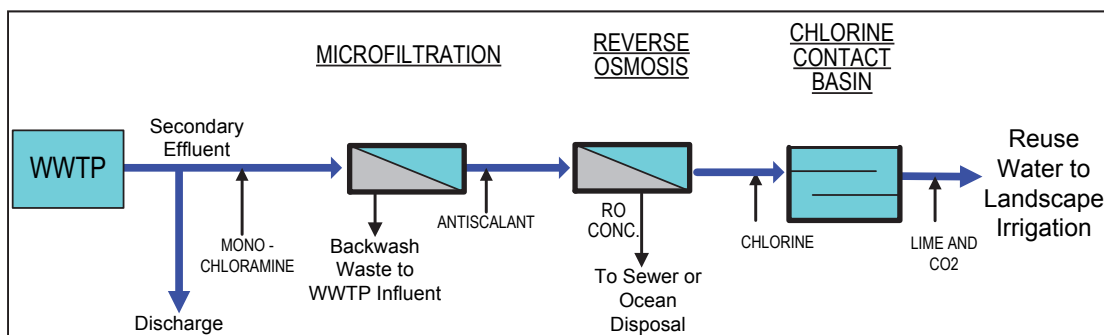 MICROFILTRATION
REVERSE
OSMOSIS
CHLORINE
CONTACT
BASIN
WWTP
Secondary
Effluent
MONO -
CHLORAMINE
Discharge
Backwash
Waste to
WWTP Influent
ANTISCALANT
RO
CONC.
To Sewer or
Ocean
Disposal
CHLORINE
LIME AND
CO2
Reuse
Water to
Landscape
Irrigation